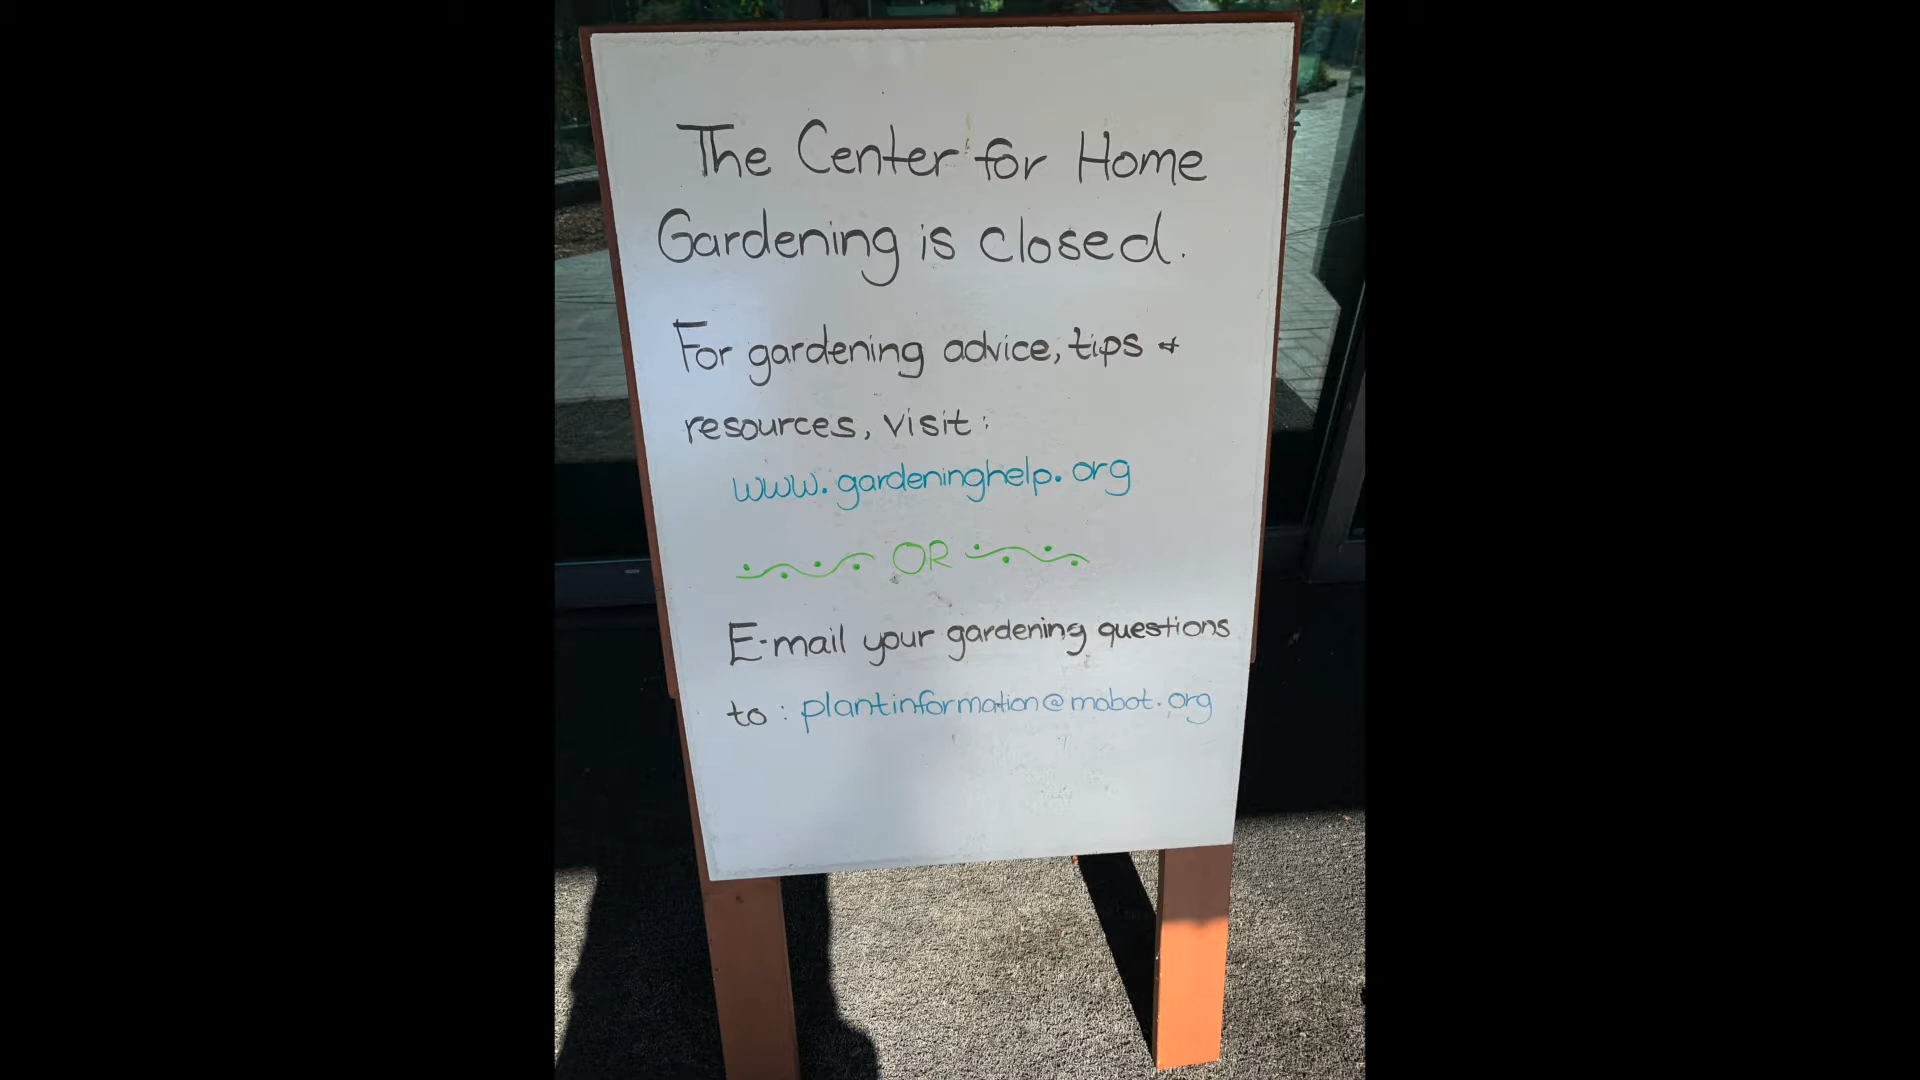 The Center for Home
Gardening is closed.
For gardening advice, tips &
resources, visit:
www.gardeninghelp.org
OR
E-mail your gardening questions
to: plantinformation@mobot.org